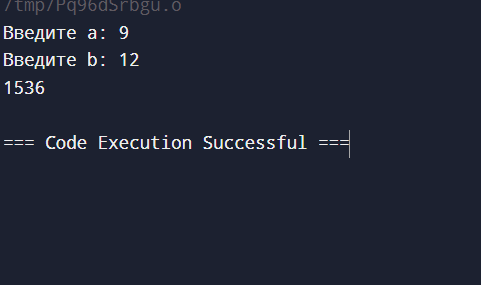 /tmp/Pq96dSrbgu.o
Введите a: 9
Введите b: 12
1536
=== Code Execution Successful ===